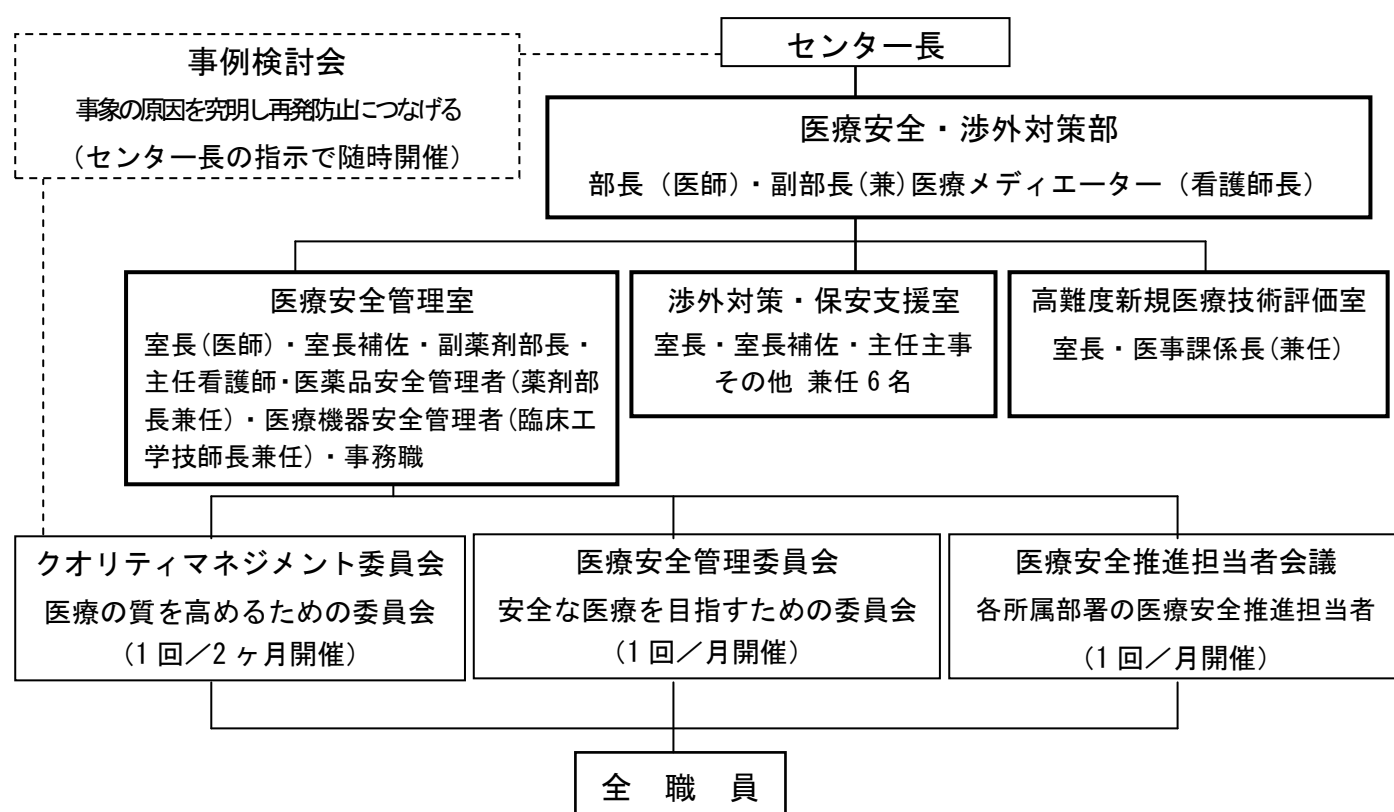 センター長
事例検討会
事象の原因を究明し再発防止につなげる
（センター長の指示で随時開催）
医療安全・渉外対策部
部長（医師）・副部長(兼)医療メディエーター（看護師長）
医療安全管理室
室長(医師)・室長補佐・副薬剤部長・
主任看護師・医薬品安全管理者(薬剤部
長兼任)・医療機器安全管理者(臨床工
学技師長兼任)・事務職
渉外対策・保安支援室
室長・室長補佐・主任主事
その他 兼任6名
高難度新規医療技術評価室
室長・医事課係長(兼任)
クオリティマネジメント委員会
医療の質を高めるための委員会
（1回／2ヶ月開催）
医療安全管理委員会
安全な医療を目指すための委員会
（1回／月開催）
医療安全推進担当者会議
各所属部署の医療安全推進担当者
（1回／月開催）
全 職 員